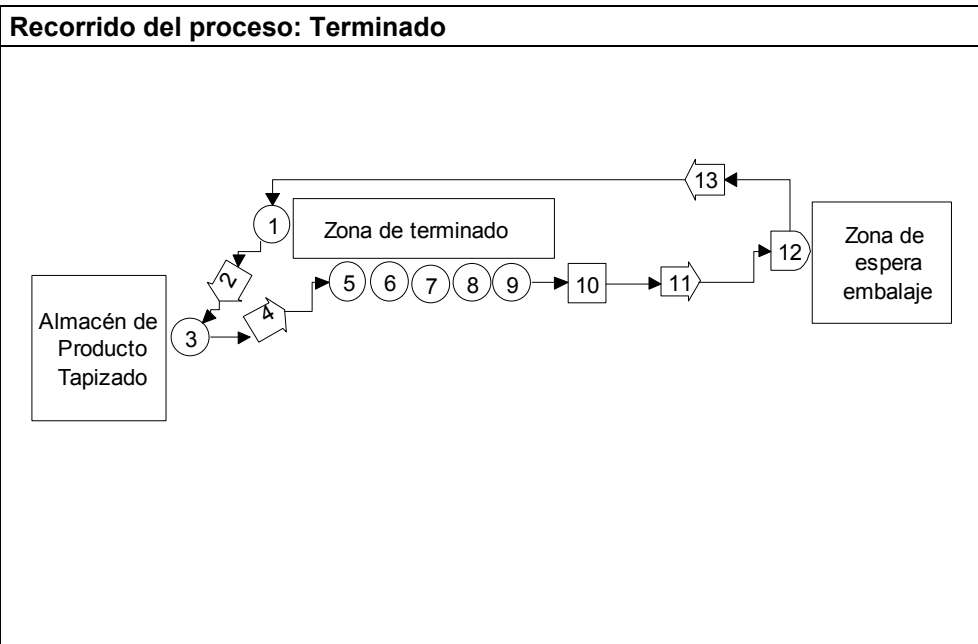 Recorrido del proceso: Terminado
13
1
Zona de terminado
2
3
4
5 6 7 8 9 10 11 12
Almacén de
Producto
Tapizado
Zona de
espera
embalaje